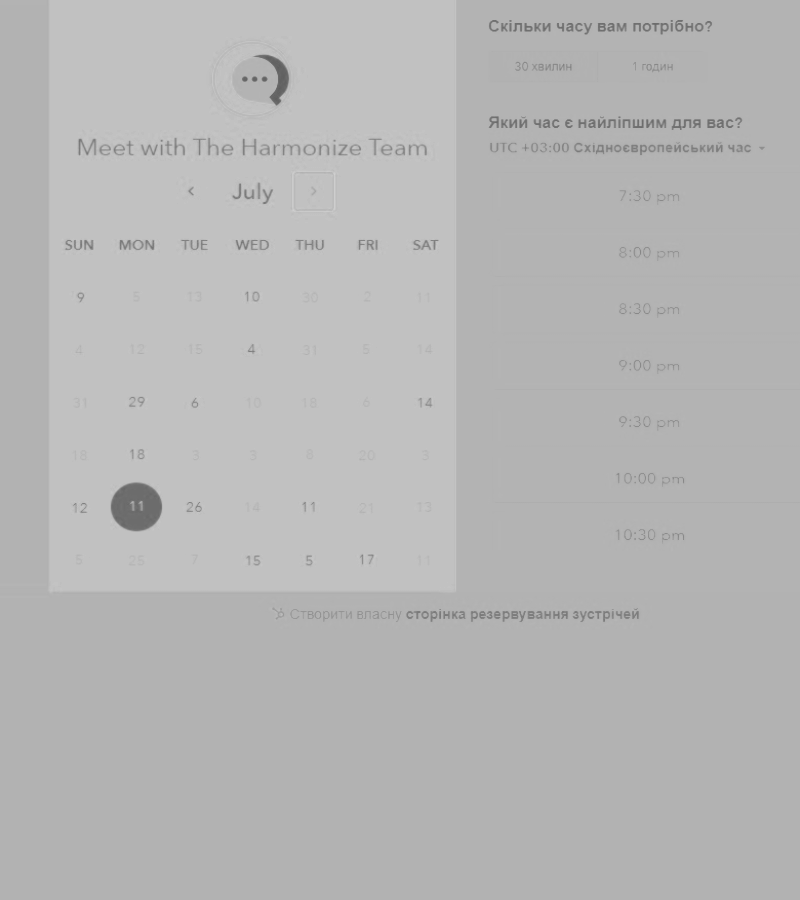 Meet with The Harmonize Team
July
SUN MON TUE WED THU FRI SAT
9 5 13 10 30 2 11
4 12 15 4 31 5 14
31 29 6 10 18 6 14
18 18 3 3 8 20 3
12 11 26 14 11 21 13
5 25 7 15 5 17 11
Скільки часу вам потрібно?
30 хвилин 1 годин
Який час є найліпшим для вас?
UTC +03:00 Східноєвропейський час
7:30 pm
8:00 pm
8:30 pm
9:00 pm
9:30 pm
10:00 pm
10:30 pm
Створити власну сторінка резервування зустрічей